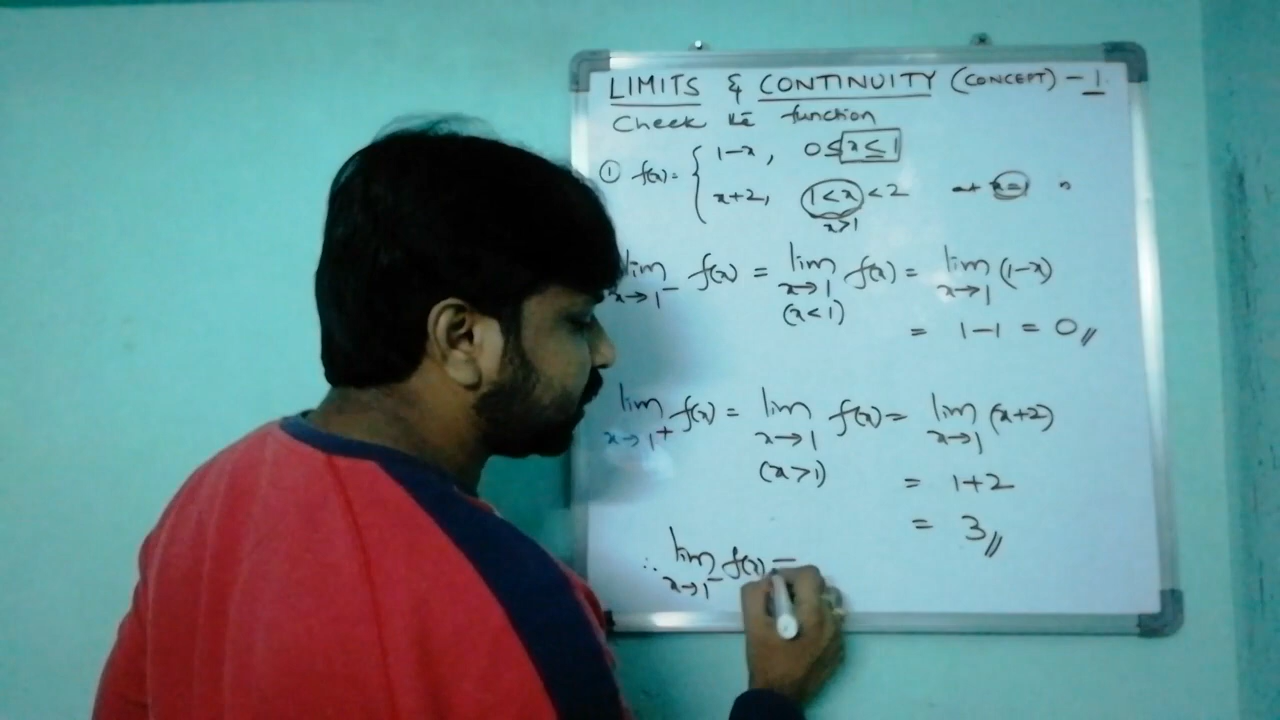 LIMITS & CONTINUITY (CONCEPT) - 1
Check the function
① f(x) = { 1-x, 0≤x≤1
x+2, 1<x<2 at x=1
x>1
lim x→1⁻ f(x) = lim x→1 (x<1) f(x) = lim x→1 (1-x)
= 1-1 = 0//
lim x→1⁺ f(x) = lim x→1 (x>1) f(x) = lim x→1 (x+2)
= 1+2
= 3//
∴ lim x→1⁻ f(x) =